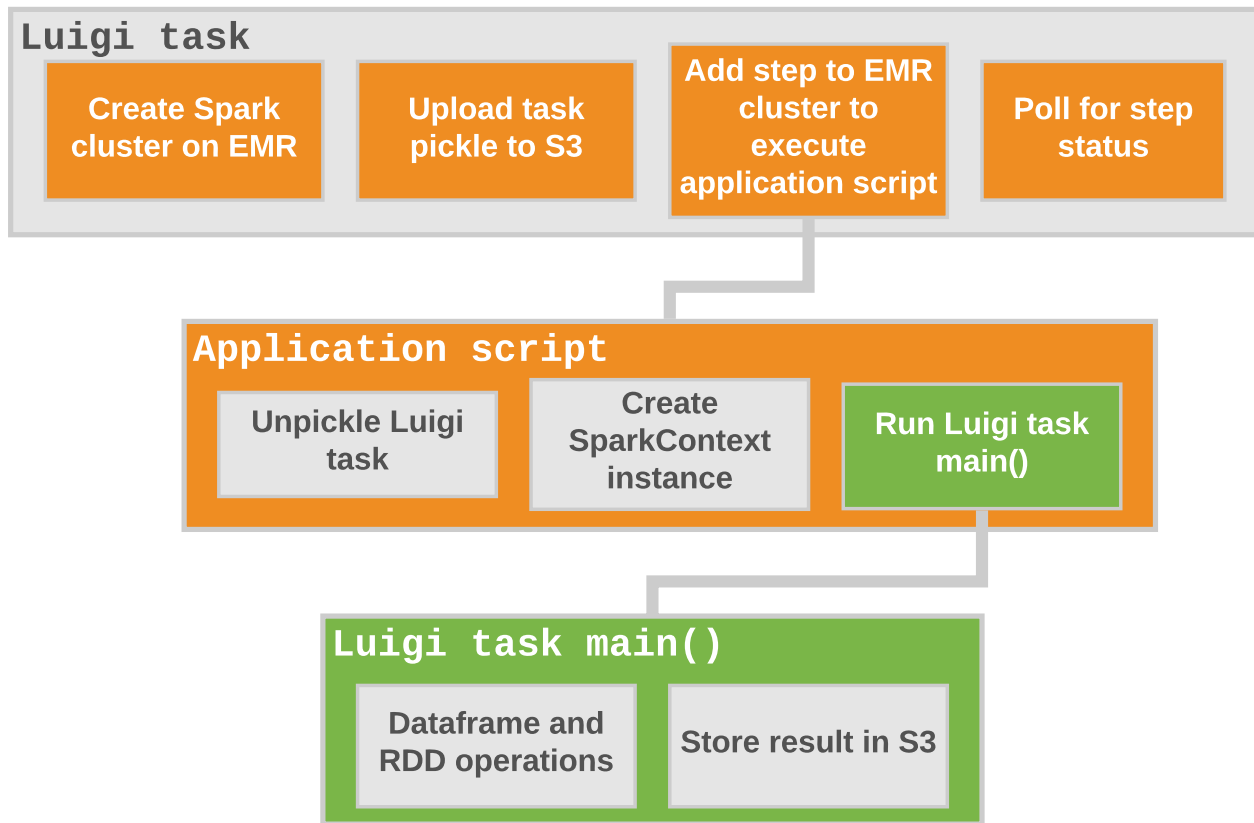 Luigi task
Create Spark
cluster on EMR
Upload task
pickle to S3
Add step to EMR
cluster to
execute
application script
Poll for step
status
Application script
Unpickle Luigi
task
Create
SparkContext
instance
Run Luigi task
main()
Luigi task main()
Dataframe and
RDD operations
Store result in S3